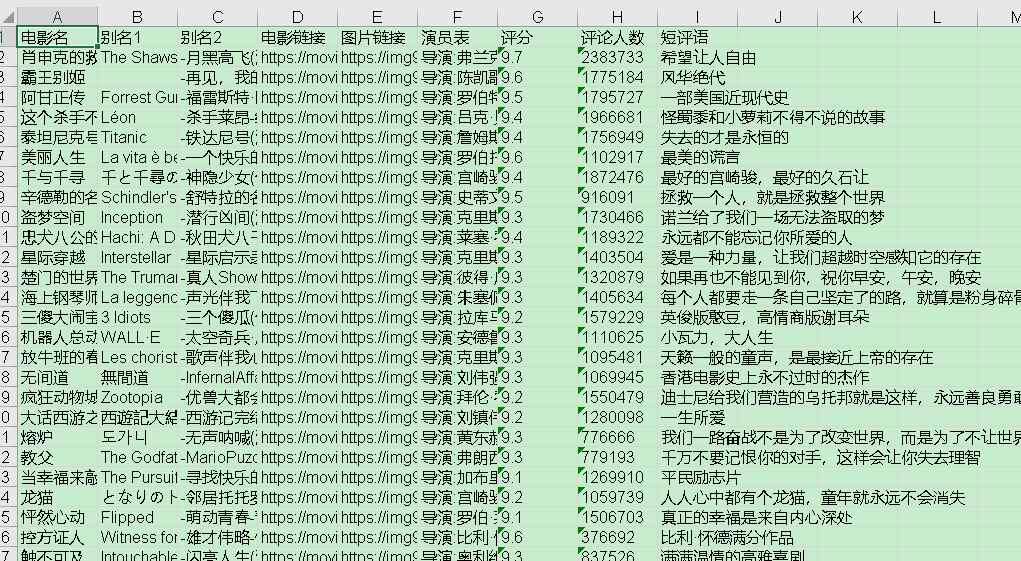 A B C D E F G H I J K L M
电影名 别名1 别名2 电影链接 图片链接 演员表 评分 评论人数 短评语
2 肖申克的救 The Shaws -月黑高飞( https://movi https://img9 导演:弗兰克 9.7 2383733 希望让人自由
3 霸王别姬 -再见，我的 https://movi https://img9 导演:陈凯歌 9.6 1775184 风华绝代
4 阿甘正传 Forrest Gu -福雷斯特· https://movi https://img9 导演:罗伯特 9.5 1795727 一部美国近现代史
5 这个杀手不 Léon -杀手莱昂 https://movi https://img9 导演:吕克· 9.4 1966681 怪蜀黍和小萝莉不得不说的故事
6 泰坦尼克号 Titanic -铁达尼号( https://movi https://img9 导演:詹姆斯 9.4 1756949 失去的才是永恒的
7 美丽人生 La vita è be -一个快乐的 https://movi https://img9 导演:罗伯托 9.6 1102917 最美的谎言
8 千与千寻 千と千尋の -神隐少女( https://movi https://img9 导演:宫崎骏 9.4 1872476 最好的宫崎骏，最好的久石让
9 辛德勒的名 Schindler's -舒特拉的名 https://movi https://img9 导演:史蒂文 9.5 916091 拯救一个人，就是拯救整个世界
0 盗梦空间 Inception -潜行凶间( https://movi https://img9 导演:克里斯 9.3 1730466 诺兰给了我们一场无法盗取的梦
1 忠犬八公的 Hachi: A D -秋田犬八千 https://movi https://img9 导演:莱塞· 9.4 1189322 永远都不能忘记你所爱的人
2 星际穿越 Interstellar -星际启示录 https://movi https://img9 导演:克里斯 9.3 1403504 爱是一种力量，让我们超越时空感知它的存在
3 楚门的世界 The Truma -真人Show https://movi https://img9 导演:彼得· 9.3 1320879 如果再也不能见到你，祝你早安，午安，晚安
4 海上钢琴师 La leggenc -声光伴我飞 https://movi https://img9 导演:朱塞佩 9.3 1405634 每个人都要走一条自己坚定了的路，就算是粉身碎骨
5 三傻大闹宝 3 Idiots -三个傻瓜( https://movi https://img9 导演:拉库马 9.2 1579229 英俊版憨豆，高情商版谢耳朵
6 机器人总动 WALL·E -太空奇兵· https://movi https://img9 导演:安德鲁 9.3 1110625 小瓦力，大人生
7 放牛班的春 Les chorist -歌声伴我心 https://movi https://img9 导演:克里斯 9.3 1095481 天籁一般的童声，是最接近上帝的存在
8 无间道 無間道 -InfernalAff https://movi https://img9 导演:刘伟强 9.3 1069945 香港电影史上永不过时的杰作
9 疯狂动物城 Zootopia -优兽大都会 https://movi https://img9 导演:拜伦· 9.2 1550479 迪士尼给我们营造的乌托邦就是这样，永远善良勇敢
0 大话西游之 西遊記大結 -西游记完结 https://movi https://img9 导演:刘镇伟 9.2 1280098 一生所爱
1 熔炉 도가니 -无声呐喊( https://movi https://img9 导演:黄东赫 9.3 776666 我们一路奋战不是为了改变世界，而是为了不让世界
2 教父 The Godfat -MarioPuzo https://movi https://img9 导演:弗朗西 9.3 779193 千万不要记恨你的对手，这样会让你失去理智
3 当幸福来敲 The Pursuit -寻找快乐的 https://movi https://img9 导演:加布里 9.1 1269910 平民励志片
4 龙猫 となりのト -邻居托托罗 https://movi https://img9 导演:宫崎骏 9.2 1059739 人人心中都有个龙猫，童年就永远不会消失
5 怦然心动 Flipped -萌动青春· https://movi https://img9 导演:罗伯· 9.1 1506703 真正的幸福是来自内心深处
6 控方证人 Witness for -雄才伟略· https://movi https://img9 导演:比利· 9.6 376692 比利·怀德满分作品
7 触不可及 Intouchable -闪亮人生( https://movi https://img9 导演:奥利维 9.3 837526 满满温情的高雅喜剧